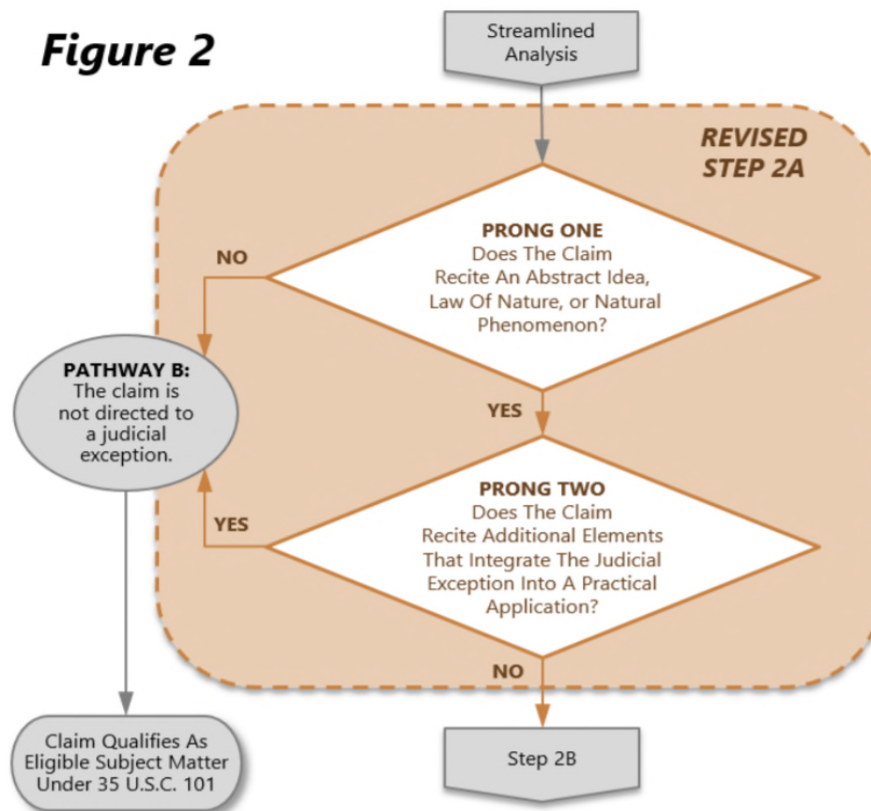 Figure 2
Streamlined
Analysis
REVISED
STEP 2A
PRONG ONE
Does The Claim
Recite An Abstract Idea,
Law Of Nature, or Natural
Phenomenon?
NO
PATHWAY B:
The claim is
not directed to
a judicial
exception.
YES
PRONG TWO
Does The Claim
Recite Additional Elements
That Integrate The Judicial
Exception Into A Practical
Application?
YES
NO
Claim Qualifies As
Eligible Subject Matter
Under 35 U.S.C. 101
Step 2B